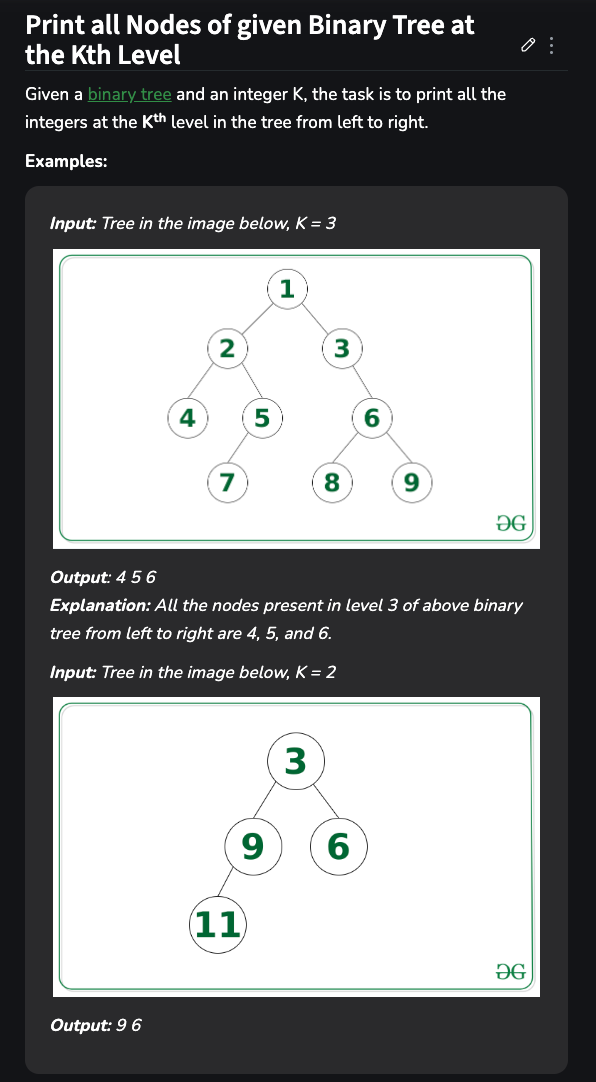 Print all Nodes of given Binary Tree at
the Kth Level
Given a binary tree and an integer K, the task is to print all the
integers at the Kth level in the tree from left to right.
Examples:
Input: Tree in the image below, K = 3
1
2 3
4 5 6
7 8 9
Output: 4 5 6
Explanation: All the nodes present in level 3 of above binary
tree from left to right are 4, 5, and 6.
Input: Tree in the image below, K = 2
3
9 6
11
Output: 9 6